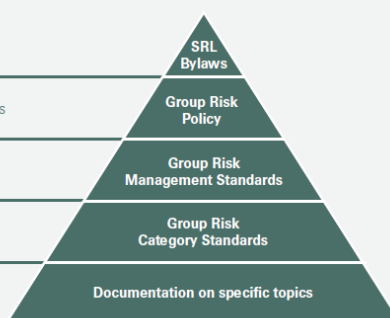 SRL
Bylaws
s
Group Risk
Policy
Group Risk
Management Standards
Group Risk
Category Standards
Documentation on specific topics